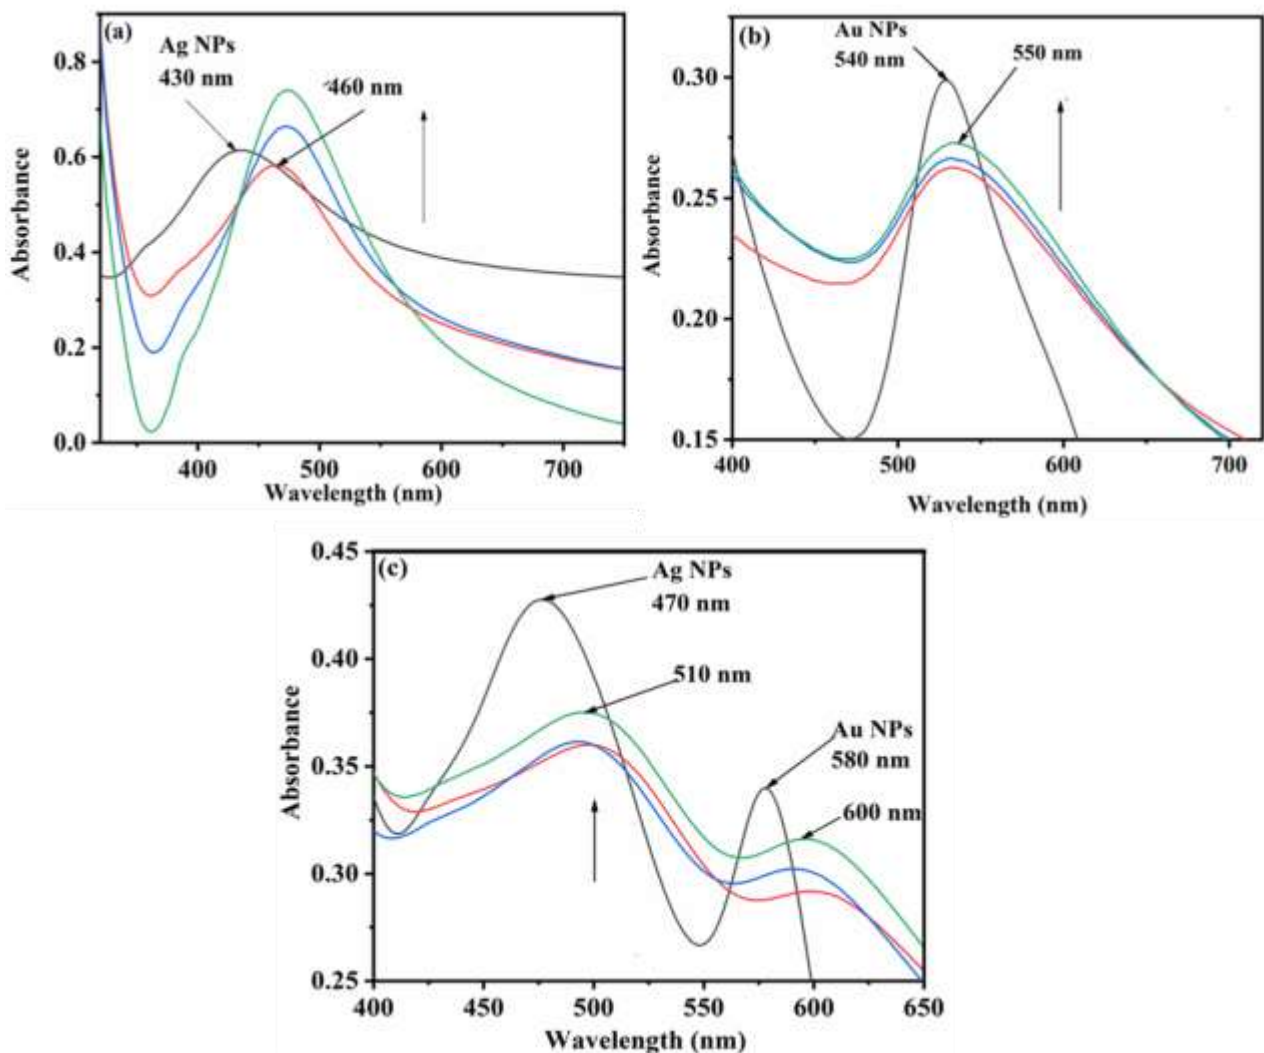 (a)
Ag NPs
430 nm
460 nm
0.8
0.6
0.4
0.2
0.0
Absorbance
400 500 600 700
Wavelength (nm)
(b)
Au NPs
540 nm
550 nm
0.30
0.25
0.20
0.15
Absorbance
400 500 600 700
Wavelength (nm)
(c)
Ag NPs
470 nm
510 nm
Au NPs
580 nm
600 nm
0.45
0.40
0.35
0.30
0.25
Absorbance
400 450 500 550 600 650
Wavelength (nm)